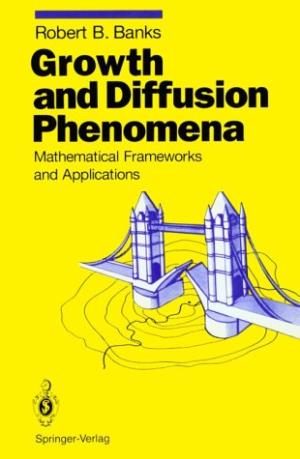 Robert B. Banks
Growth
and Diffusion
Phenomena
Mathematical Frameworks
and Applications
Springer-Verlag